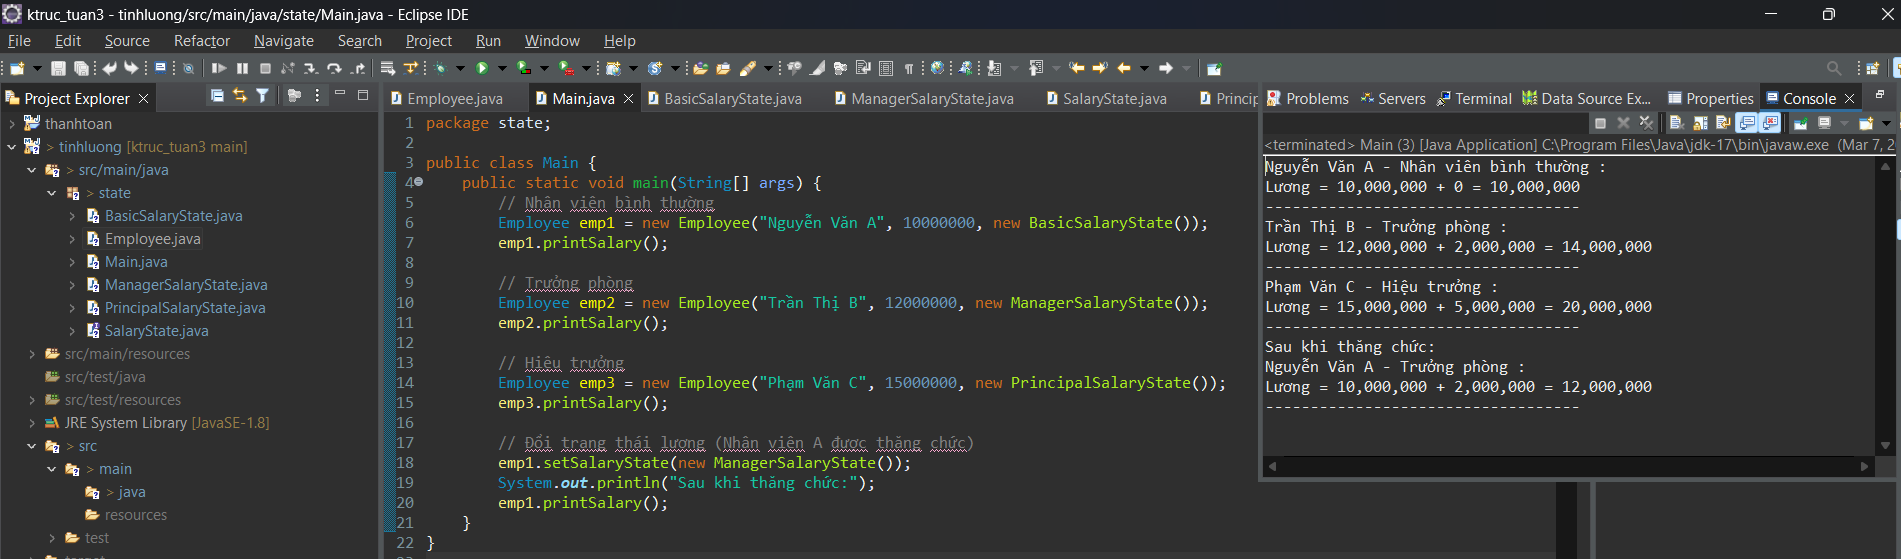 ktruc_tuan3 - tinhluong/src/main/java/state/Main.java - Eclipse IDE
File Edit Source Refactor Navigate Search Project Run Window Help
Project Explorer
thanhtoan
> tinhluong [ktruc_tuan3 main]
> src/main/java
> state
BasicSalaryState.java
Employee.java
Main.java
ManagerSalaryState.java
PrincipalSalaryState.java
SalaryState.java
src/main/resources
src/test/java
src/test/resources
JRE System Library [JavaSE-1.8]
> src
> main
> java
resources
test
target
Employee.java Main.java BasicSalaryState.java ManagerSalaryState.java SalaryState.java Princip
1 package state;
2
3 public class Main {
4 public static void main(String[] args) {
5 // Nhân viên bình thường
6 Employee emp1 = new Employee("Nguyễn Văn A", 10000000, new BasicSalaryState());
7 emp1.printSalary();
8
9 // Trưởng phòng
10 Employee emp2 = new Employee("Trần Thị B", 12000000, new ManagerSalaryState());
11 emp2.printSalary();
12
13 // Hiệu trưởng
14 Employee emp3 = new Employee("Phạm Văn C", 15000000, new PrincipalSalaryState());
15 emp3.printSalary();
16
17 // Đổi trạng thái lương (Nhân viên A được thăng chức)
18 emp1.setSalaryState(new ManagerSalaryState());
19 System.out.println("Sau khi thăng chức:");
20 emp1.printSalary();
21 }
22 }
23
Problems Servers Terminal Data Source Ex... Properties Console
<terminated> Main (3) [Java Application] C:\Program Files\Java\jdk-17\bin\javaw.exe (Mar 7, 2
Nguyễn Văn A - Nhân viên bình thường :
Lương = 10,000,000 + 0 = 10,000,000
-----------------------------------
Trần Thị B - Trưởng phòng :
Lương = 12,000,000 + 2,000,000 = 14,000,000
-----------------------------------
Phạm Văn C - Hiệu trưởng :
Lương = 15,000,000 + 5,000,000 = 20,000,000
-----------------------------------
Sau khi thăng chức:
Nguyễn Văn A - Trưởng phòng :
Lương = 10,000,000 + 2,000,000 = 12,000,000
-----------------------------------